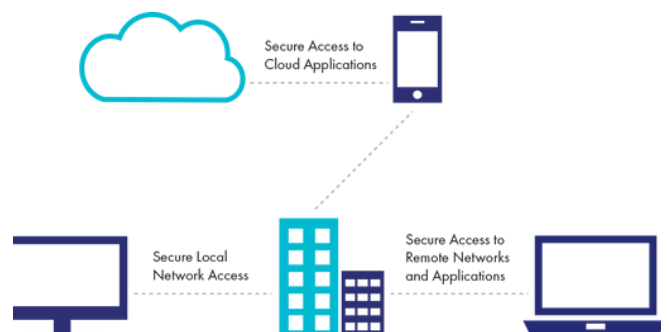 Secure Access to
Cloud Applications
Secure Local
Network Access
Secure Access to
Remote Networks
and Applications